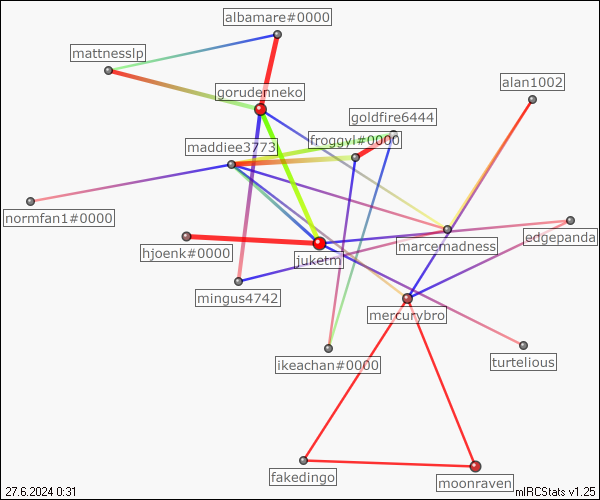 albamare#0000
mattnesslp
alan1002
gorudenneko
goldfire6444
froggyl#0000
maddiee3773
normfan1#0000
edgepanda
marcemadness
hjoenk#0000
juketm
mingus4742
mercurybro
turtelious
ikeachan#0000
fakedingo
moonraven
27.6.2024 0:31
mIRCStats v1.25